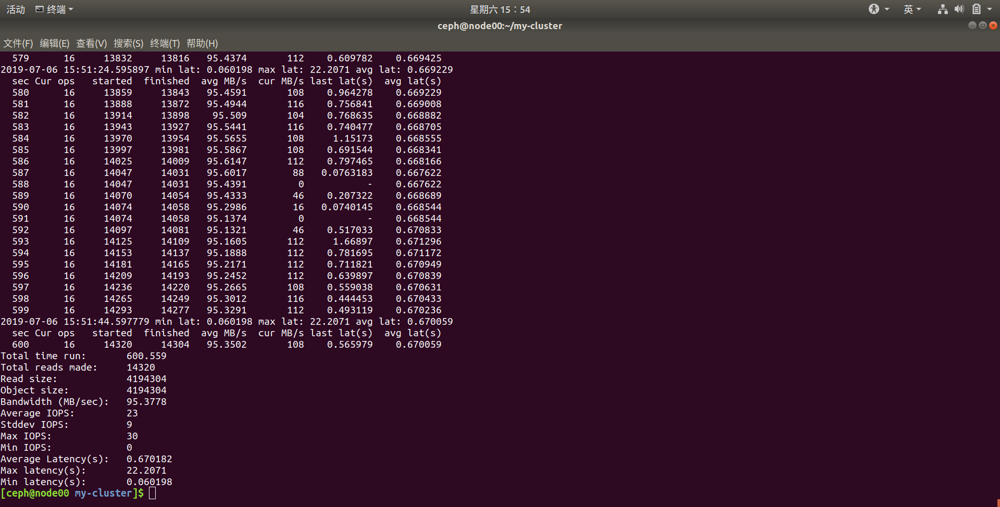 活动 终端 星期六 15：54 英
ceph@node00:~/my-cluster
文件(F) 编辑(E) 查看(V) 搜索(S) 终端(T) 帮助(H)
579 16 13832 13816 95.4374 112 0.609782 0.669425
2019-07-06 15:51:24.595897 min lat: 0.060198 max lat: 22.2071 avg lat: 0.669229
sec Cur ops started finished avg MB/s cur MB/s last lat(s) avg lat(s)
580 16 13859 13843 95.4591 108 0.964278 0.669229
581 16 13888 13872 95.4944 116 0.756841 0.669008
582 16 13914 13898 95.509 104 0.768635 0.668882
583 16 13943 13927 95.5441 116 0.740477 0.668705
584 16 13970 13954 95.5655 108 1.15173 0.668555
585 16 13997 13981 95.5867 108 0.691544 0.668341
586 16 14025 14009 95.6147 112 0.797465 0.668166
587 16 14047 14031 95.6017 88 0.0763183 0.667622
588 16 14047 14031 95.4391 0 - 0.667622
589 16 14070 14054 95.4333 46 0.207322 0.668689
590 16 14074 14058 95.2986 16 0.0740145 0.668544
591 16 14074 14058 95.1374 0 - 0.668544
592 16 14097 14081 95.1321 46 0.517033 0.670833
593 16 14125 14109 95.1605 112 1.66897 0.671296
594 16 14153 14137 95.1888 112 0.781695 0.671172
595 16 14181 14165 95.2171 112 0.711821 0.670949
596 16 14209 14193 95.2452 112 0.639897 0.670839
597 16 14236 14220 95.2665 108 0.559038 0.670631
598 16 14265 14249 95.3012 116 0.444453 0.670433
599 16 14293 14277 95.3291 112 0.493119 0.670236
2019-07-06 15:51:44.597779 min lat: 0.060198 max lat: 22.2071 avg lat: 0.670059
sec Cur ops started finished avg MB/s cur MB/s last lat(s) avg lat(s)
600 16 14320 14304 95.3502 108 0.565979 0.670059
Total time run: 600.559
Total reads made: 14320
Read size: 4194304
Object size: 4194304
Bandwidth (MB/sec): 95.3778
Average IOPS: 23
Stddev IOPS: 9
Max IOPS: 30
Min IOPS: 0
Average Latency(s): 0.670182
Max latency(s): 22.2071
Min latency(s): 0.060198
[ceph@node00 my-cluster]$